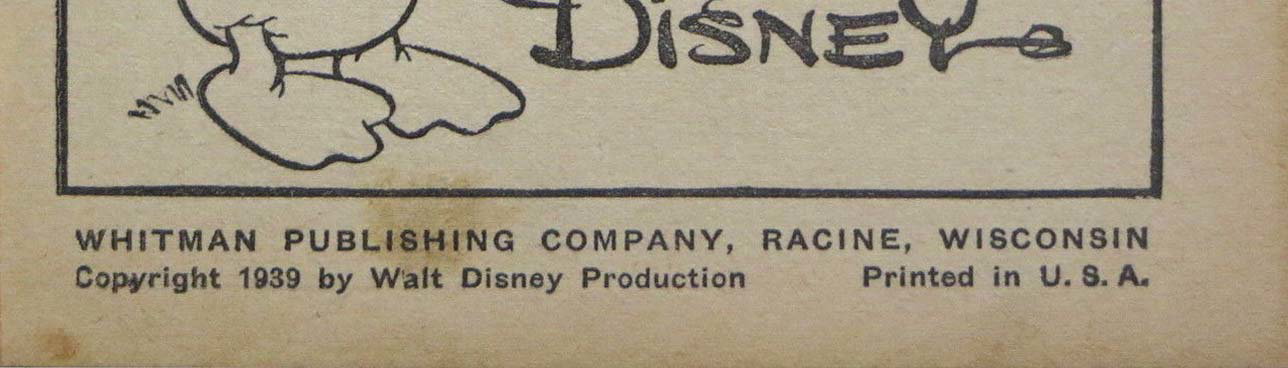 DISNEY
WHITMAN PUBLISHING COMPANY, RACINE, WISCONSIN
Copyright 1939 by Walt Disney Production Printed in U. S. A.